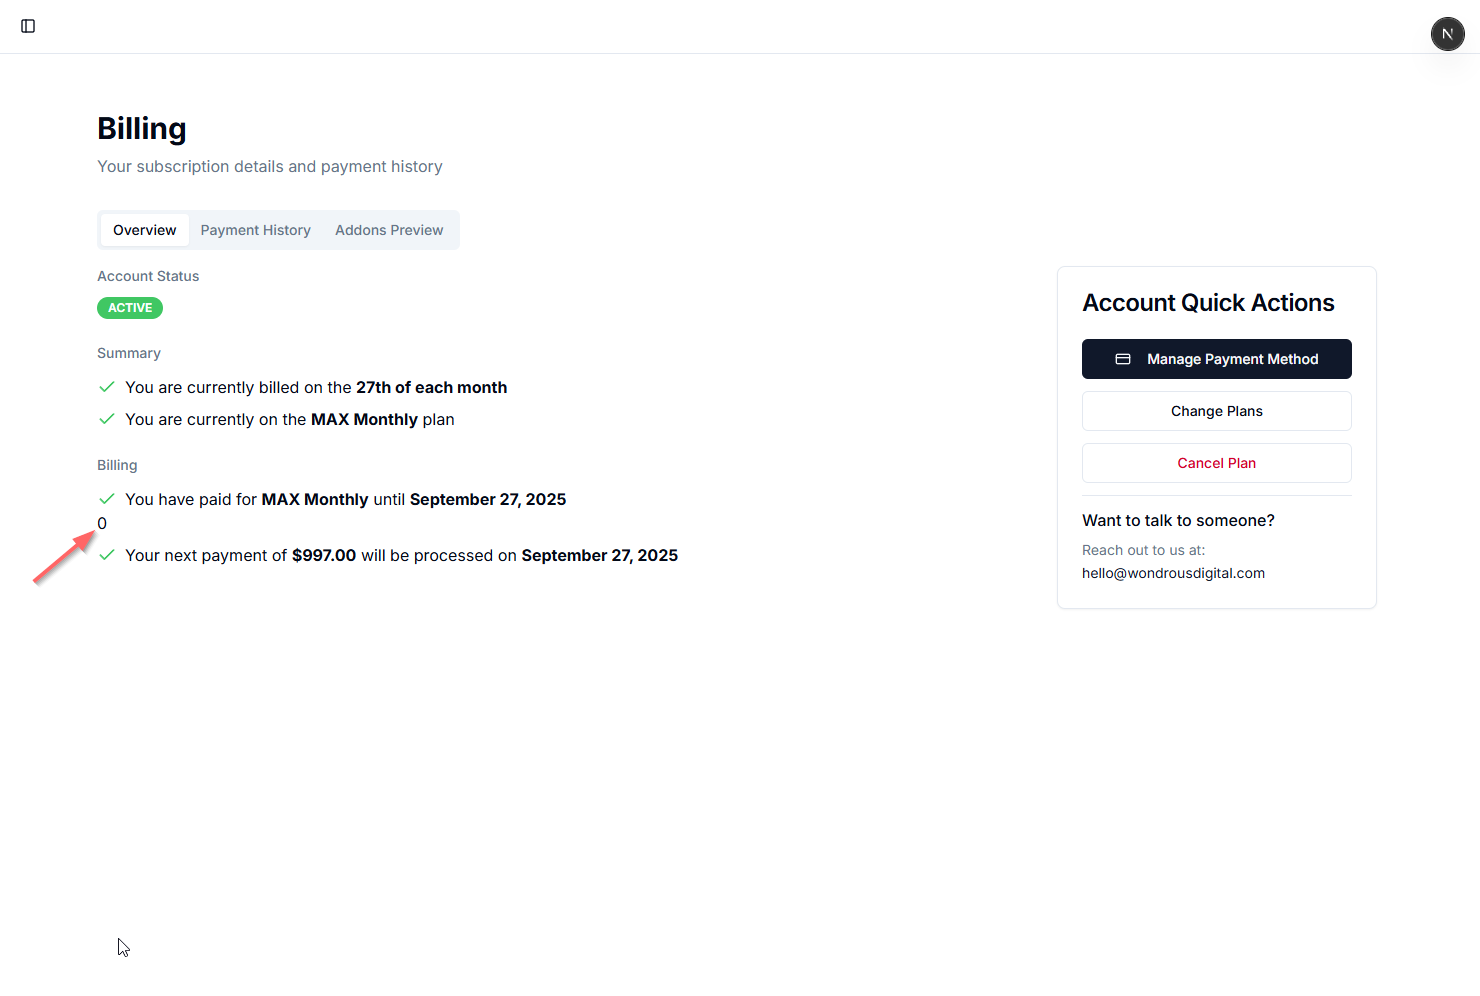 N
Billing
Your subscription details and payment history
Overview
Payment History
Addons Preview
Account Status
ACTIVE
Summary
You are currently billed on the 27th of each month
You are currently on the MAX Monthly plan
Billing
You have paid for MAX Monthly until September 27, 2025
0
Your next payment of $997.00 will be processed on September 27, 2025
Account Quick Actions
Manage Payment Method
Change Plans
Cancel Plan
Want to talk to someone?
Reach out to us at:
hello@wondrousdigital.com